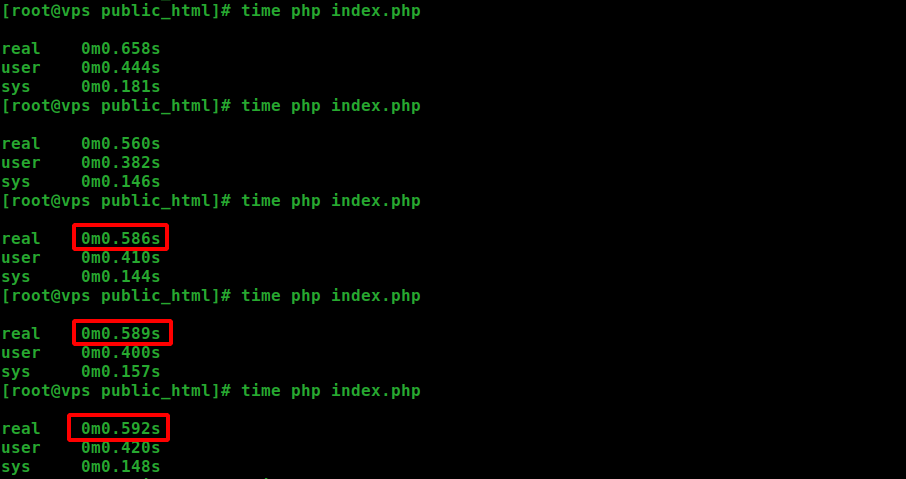 [root@vps public_html]# time php index.php
real 0m0.658s
user 0m0.444s
sys 0m0.181s
[root@vps public_html]# time php index.php
real 0m0.560s
user 0m0.382s
sys 0m0.146s
[root@vps public_html]# time php index.php
real 0m0.586s
user 0m0.410s
sys 0m0.144s
[root@vps public_html]# time php index.php
real 0m0.589s
user 0m0.400s
sys 0m0.157s
[root@vps public_html]# time php index.php
real 0m0.592s
user 0m0.420s
sys 0m0.148s